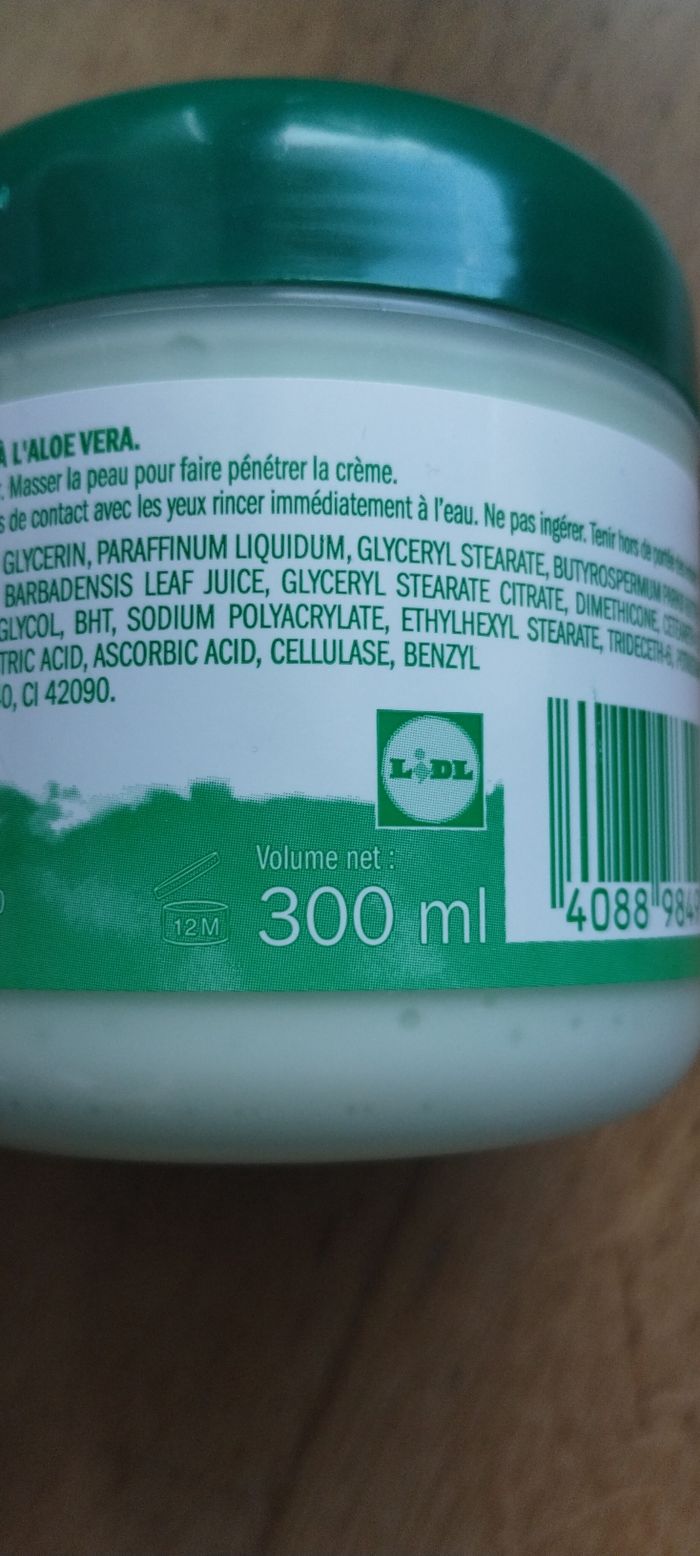 À L'ALOE VERA.
. Masser la peau pour faire pénétrer la crème.
s de contact avec les yeux rincer immédiatement à l'eau. Ne pas ingérer. Tenir hors de portée
GLYCERIN, PARAFFINUM LIQUIDUM, GLYCERYL STEARATE, BUTYROSPERMUM
BARBADENSIS LEAF JUICE, GLYCERYL STEARATE CITRATE, DIMETHICONE,
GLYCOL, BHT, SODIUM POLYACRYLATE, ETHYLHEXYL STEARATE, TRIDECETH-6,
TRIC ACID, ASCORBIC ACID, CELLULASE, BENZYL
0, CI 42090.
LIDL
Volume net :
12 M
300 ml
4088 984